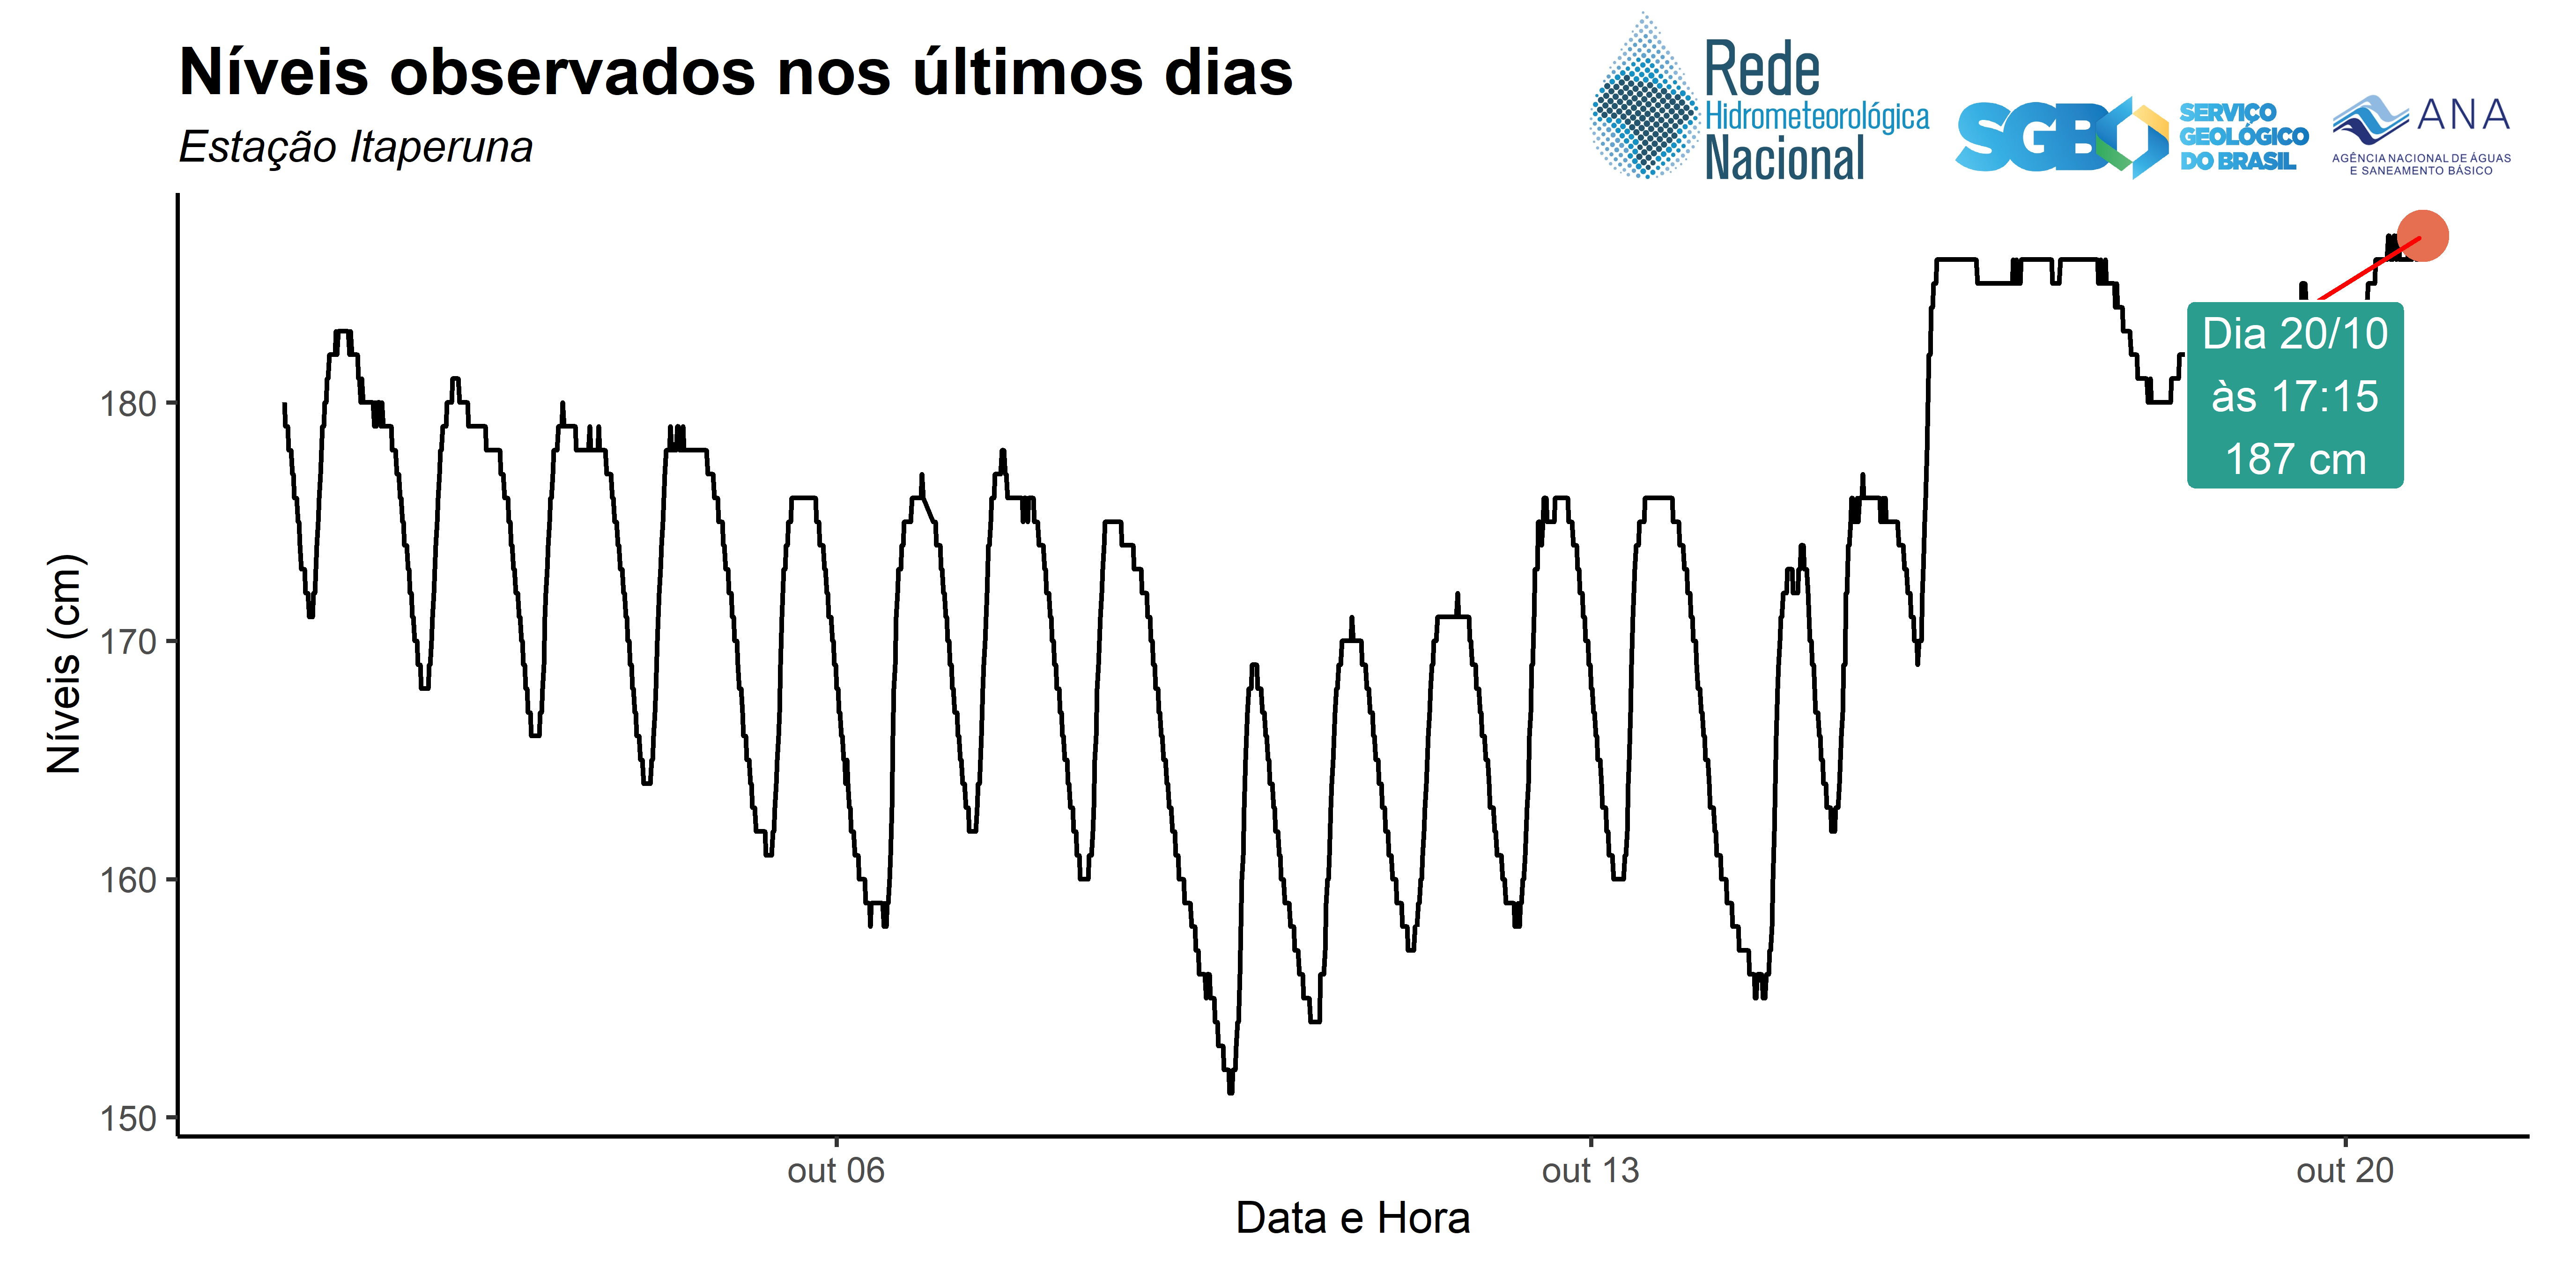 Níveis observados nos últimos dias
Estação Itaperuna
Rede
Hidrometeorológica
Nacional
SGB
SERVIÇO
GEOLÓGICO
DO BRASIL
ANA
AGÊNCIA NACIONAL DE ÁGUAS
E SANEAMENTO BÁSICO
Dia 20/10
às 17:15
187 cm
Níveis (cm)
180
170
160
150
out 06
out 13
out 20
Data e Hora